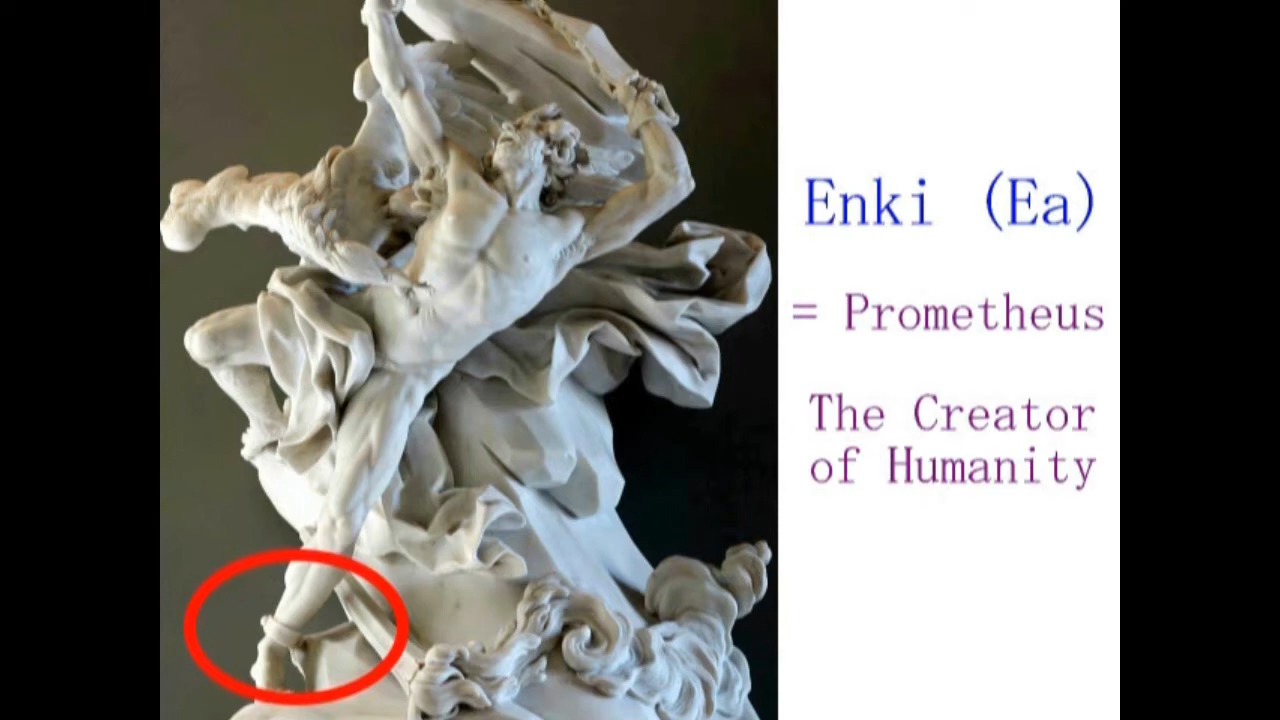 Enki (Ea)
= Prometheus
The Creator
of Humanity